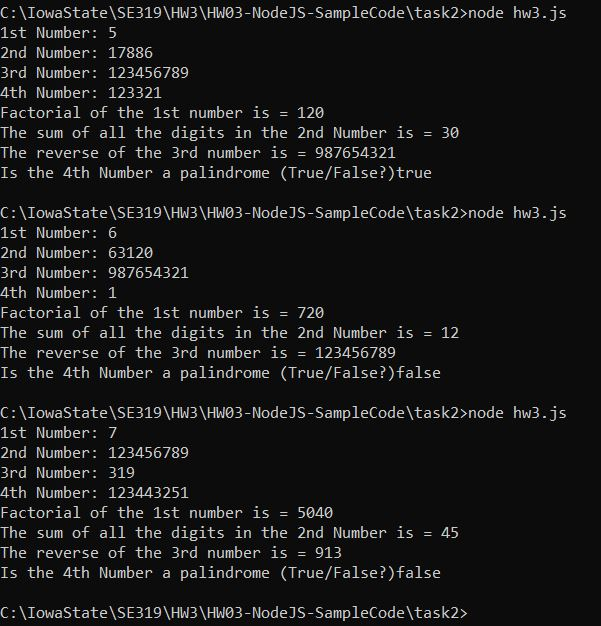 C:\IowaState\SE319\HW3\HW03-NodeJS-SampleCode\task2>node hw3.js
1st Number: 5
2nd Number: 17886
3rd Number: 123456789
4th Number: 123321
Factorial of the 1st number is = 120
The sum of all the digits in the 2nd Number is = 30
The reverse of the 3rd number is = 987654321
Is the 4th Number a palindrome (True/False?)true
C:\IowaState\SE319\HW3\HW03-NodeJS-SampleCode\task2>node hw3.js
1st Number: 6
2nd Number: 63120
3rd Number: 987654321
4th Number: 1
Factorial of the 1st number is = 720
The sum of all the digits in the 2nd Number is = 12
The reverse of the 3rd number is = 123456789
Is the 4th Number a palindrome (True/False?)false
C:\IowaState\SE319\HW3\HW03-NodeJS-SampleCode\task2>node hw3.js
1st Number: 7
2nd Number: 123456789
3rd Number: 319
4th Number: 123443251
Factorial of the 1st number is = 5040
The sum of all the digits in the 2nd Number is = 45
The reverse of the 3rd number is = 913
Is the 4th Number a palindrome (True/False?)false
C:\IowaState\SE319\HW3\HW03-NodeJS-SampleCode\task2>